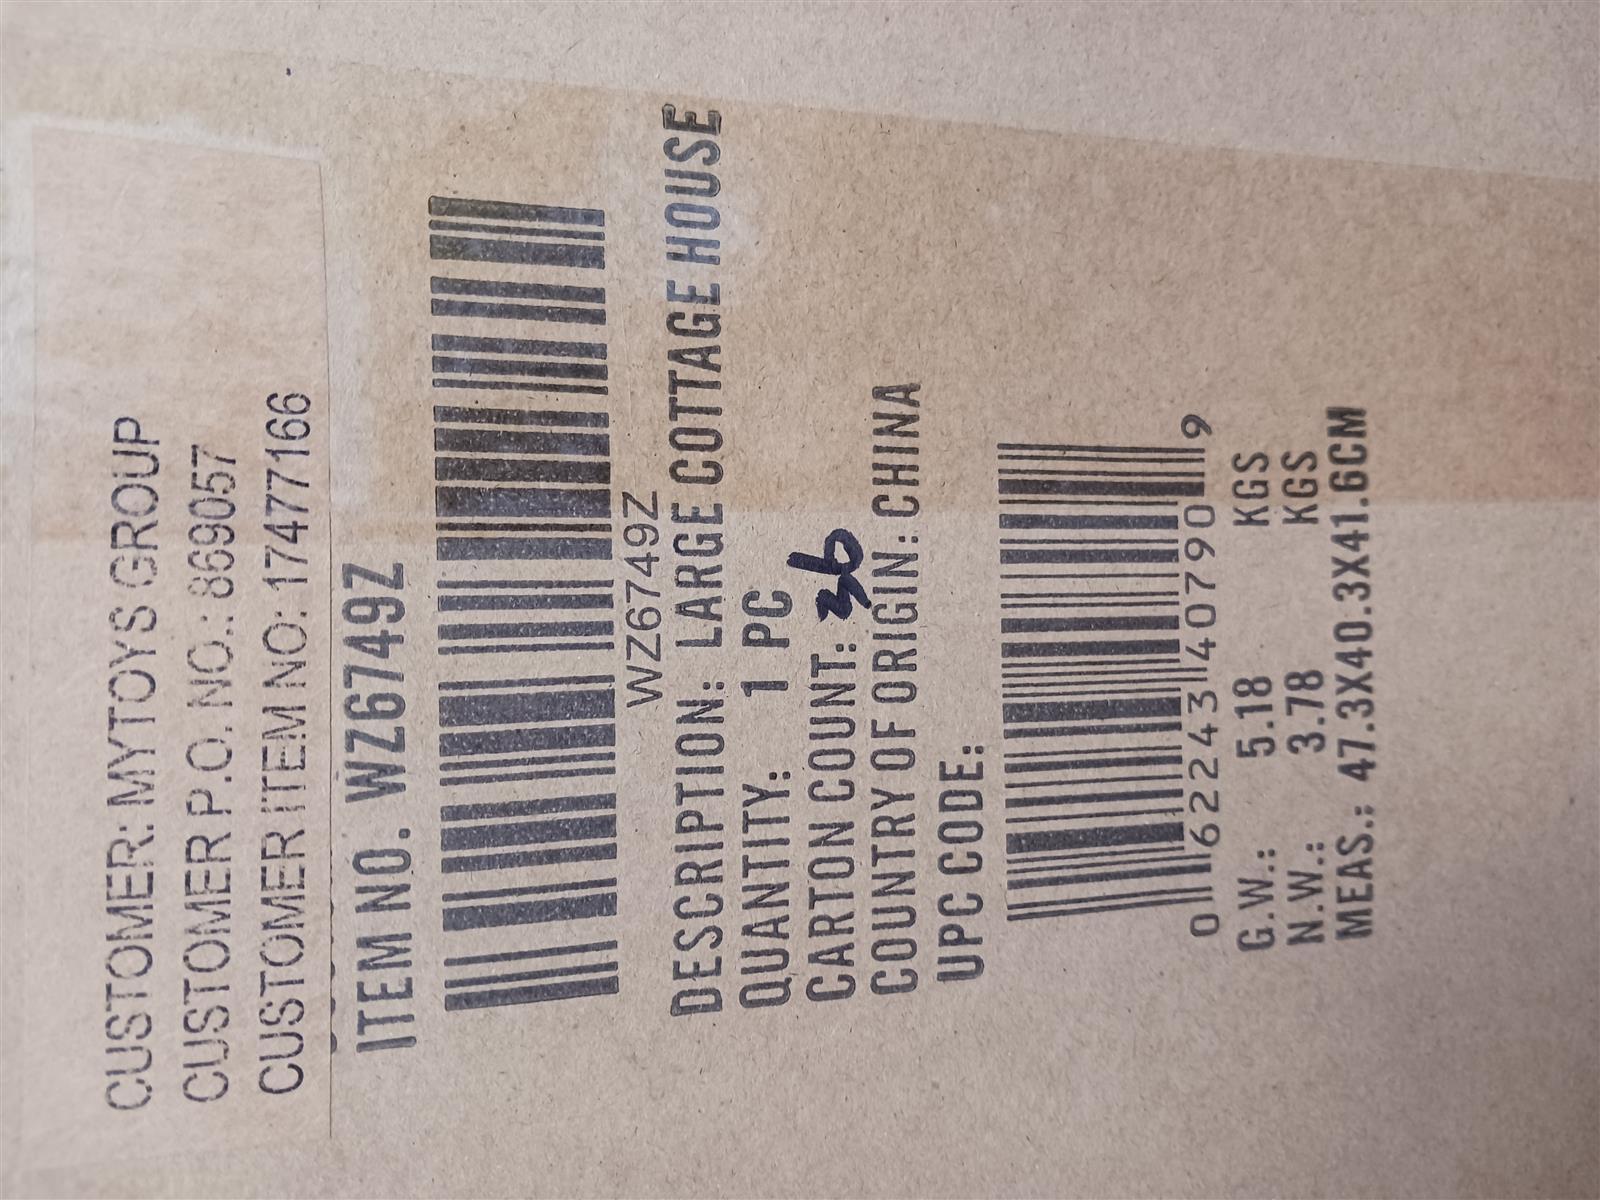 CUSTOMER: MYTOYS GROUP
CUSTOMER P.O. NO.: 869057
CUSTOMER ITEM NO: 17477166
ITEM NO. WZ6749Z
WZ6749Z
DESCRIPTION: LARGE COTTAGE HOUSE
QUANTITY: 1 PC
CARTON COUNT: 36
COUNTRY OF ORIGIN: CHINA
UPC CODE:
0 62243 40790 9
G.W.: 5.18 KGS
N.W.: 3.78 KGS
MEAS.: 47.3X40.3X41.6CM